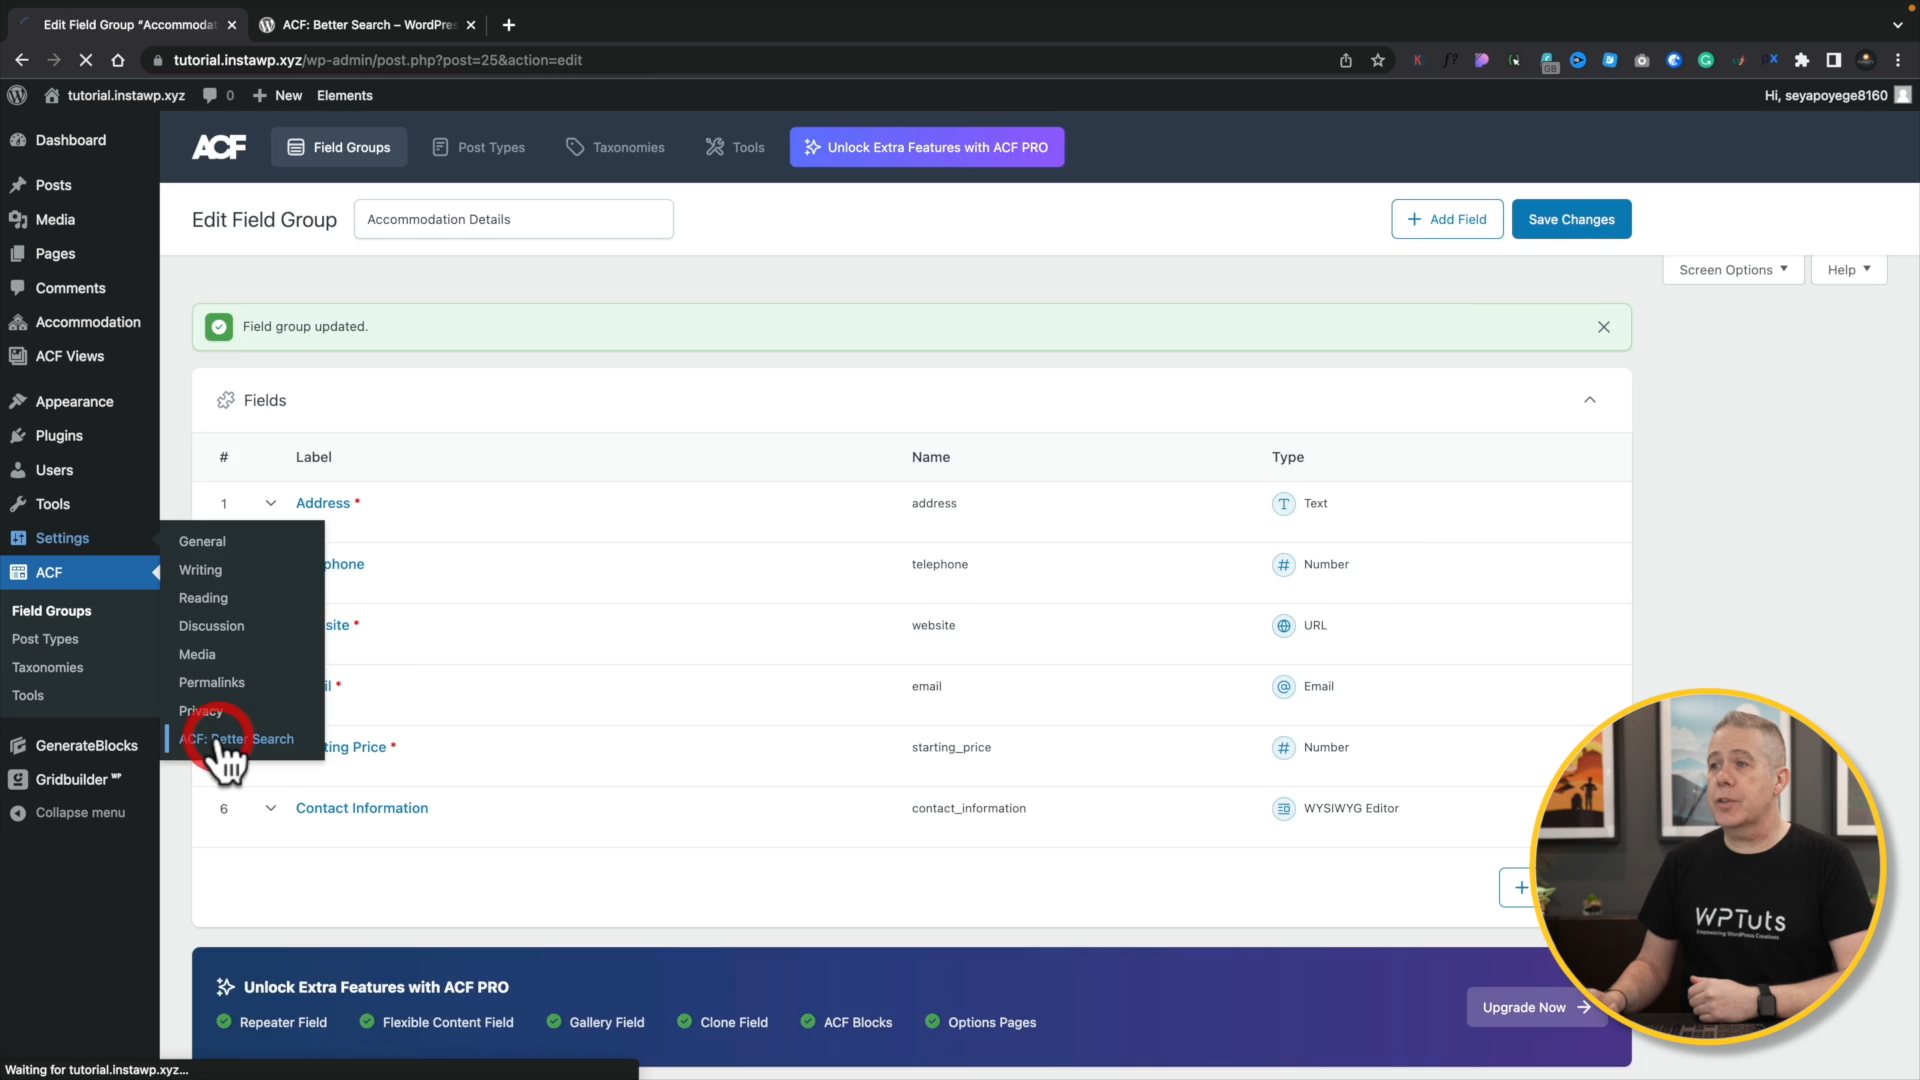 Edit Field Group “Accommodat
ACF: Better Search – WordPre
tutorial.instawp.xyz/wp-admin/post.php?post=25&action=edit
tutorial.instawp.xyz
0
New
Elements
Hi, seyapoyege8160
Dashboard
Posts
Media
Pages
Comments
Accommodation
ACF Views
Appearance
Plugins
Users
Tools
Settings
ACF
Field Groups
Post Types
Taxonomies
Tools
GenerateBlocks
Gridbuilder WP
Collapse menu
General
Writing
Reading
Discussion
Media
Permalinks
Privacy
ACF: Better Search
ACF
Field Groups
Post Types
Taxonomies
Tools
Unlock Extra Features with ACF PRO
Edit Field Group
Accommodation Details
Add Field
Save Changes
Screen Options
Help
Field group updated.
Fields
# Label Name Type
1 Address * address Text
phone telephone Number
site * website URL
il * email Email
ting Price * starting_price Number
6 Contact Information contact_information WYSIWYG Editor
Unlock Extra Features with ACF PRO
Repeater Field
Flexible Content Field
Gallery Field
Clone Field
ACF Blocks
Options Pages
Upgrade Now
WPTuts
Empowering WordPress Creatives
Waiting for tutorial.instawp.xyz...